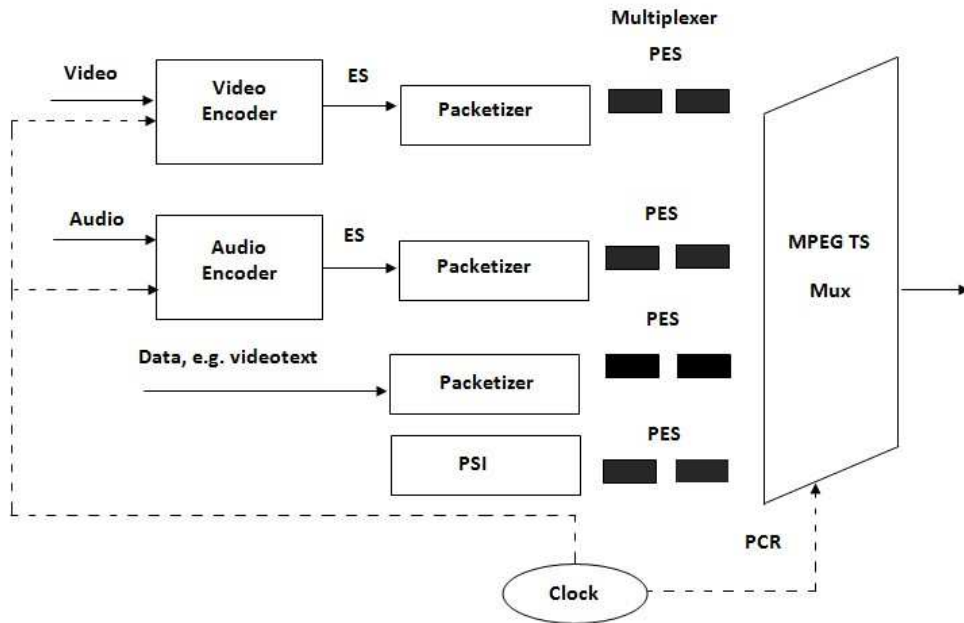 Multiplexer
PES
Video
Video
Encoder
ES
Packetizer
PES
Audio
Audio
Encoder
ES
Packetizer
MPEG TS
Mux
PES
Data, e.g. videotext
Packetizer
PES
PSI
PCR
Clock